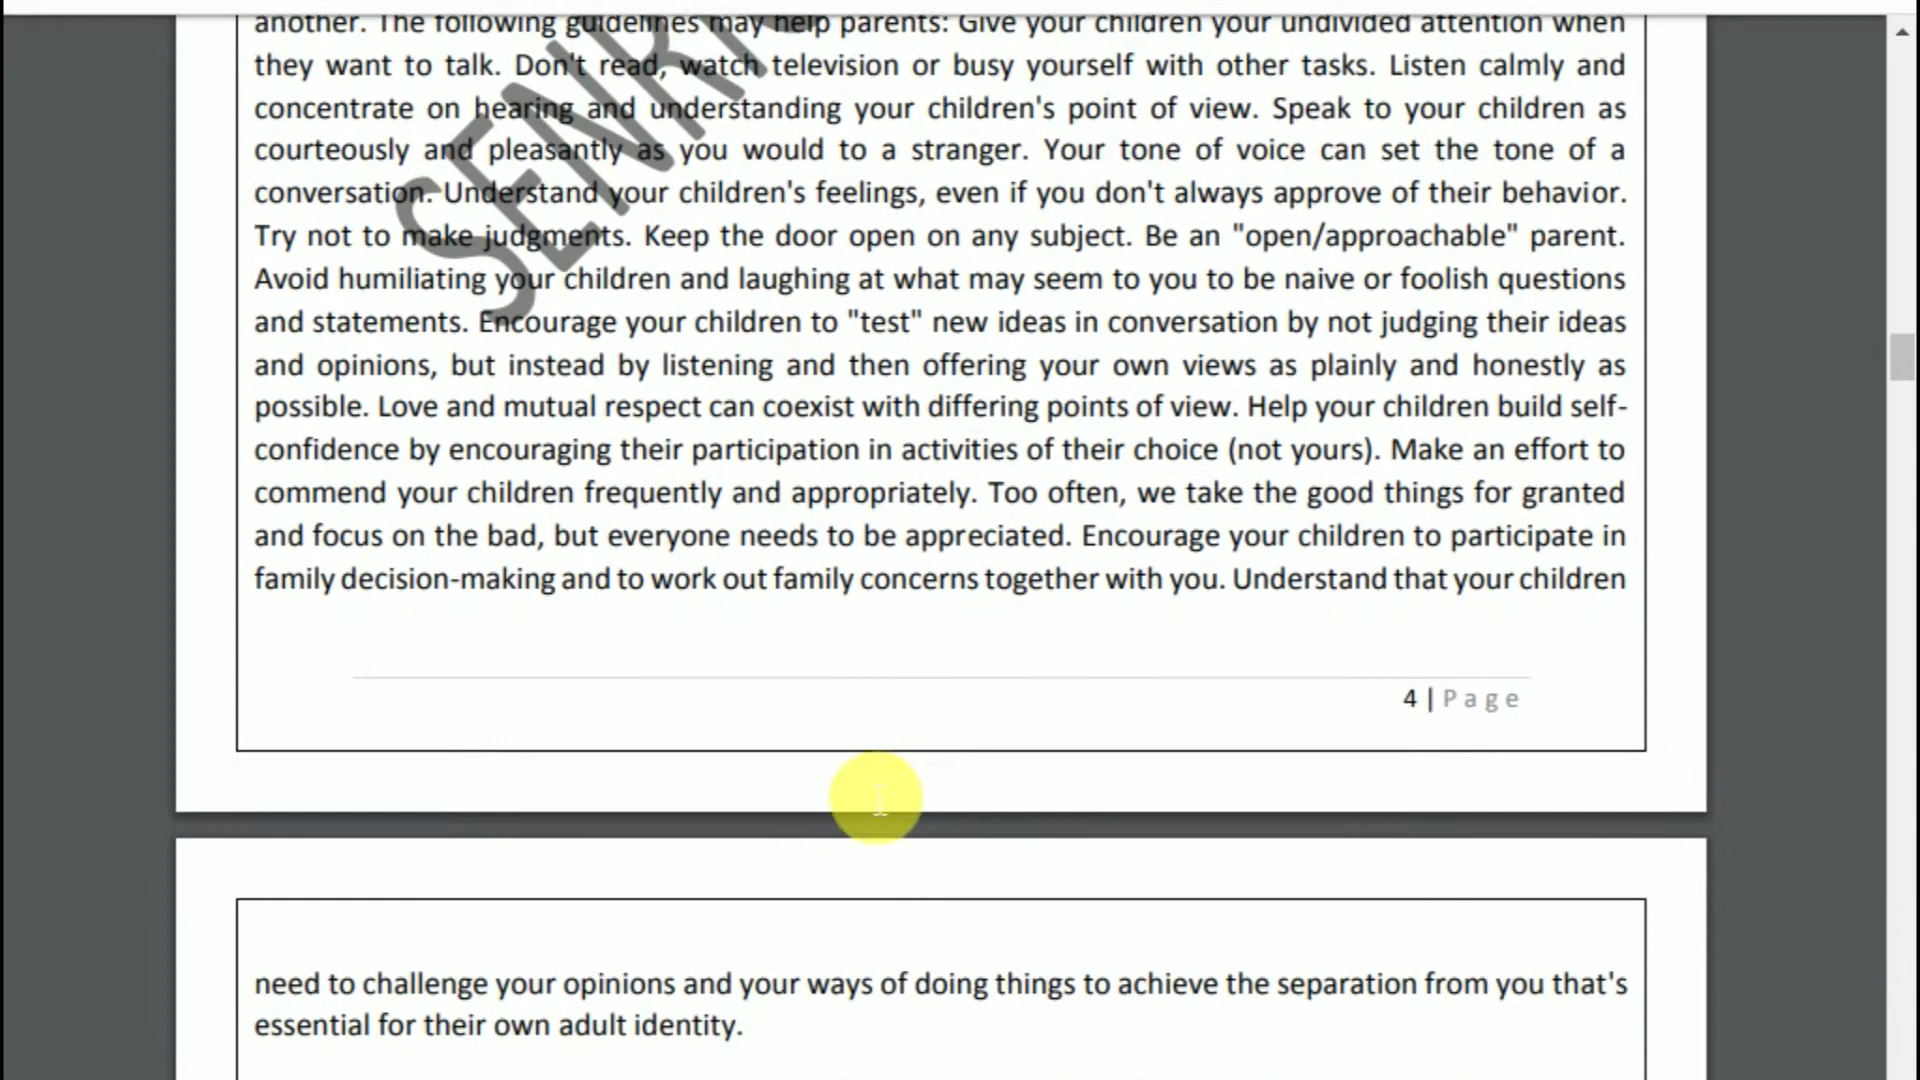 another. The following guidelines may help parents: Give your children your undivided attention when
they want to talk. Don't read, watch television or busy yourself with other tasks. Listen calmly and
concentrate on hearing and understanding your children's point of view. Speak to your children as
courteously and pleasantly as you would to a stranger. Your tone of voice can set the tone of a
conversation. Understand your children's feelings, even if you don't always approve of their behavior.
Try not to make judgments. Keep the door open on any subject. Be an "open/approachable" parent.
Avoid humiliating your children and laughing at what may seem to you to be naive or foolish questions
and statements. Encourage your children to "test" new ideas in conversation by not judging their ideas
and opinions, but instead by listening and then offering your own views as plainly and honestly as
possible. Love and mutual respect can coexist with differing points of view. Help your children build self-
confidence by encouraging their participation in activities of their choice (not yours). Make an effort to
commend your children frequently and appropriately. Too often, we take the good things for granted
and focus on the bad, but everyone needs to be appreciated. Encourage your children to participate in
family decision-making and to work out family concerns together with you. Understand that your children
4 | Page
need to challenge your opinions and your ways of doing things to achieve the separation from you that's
essential for their own adult identity.